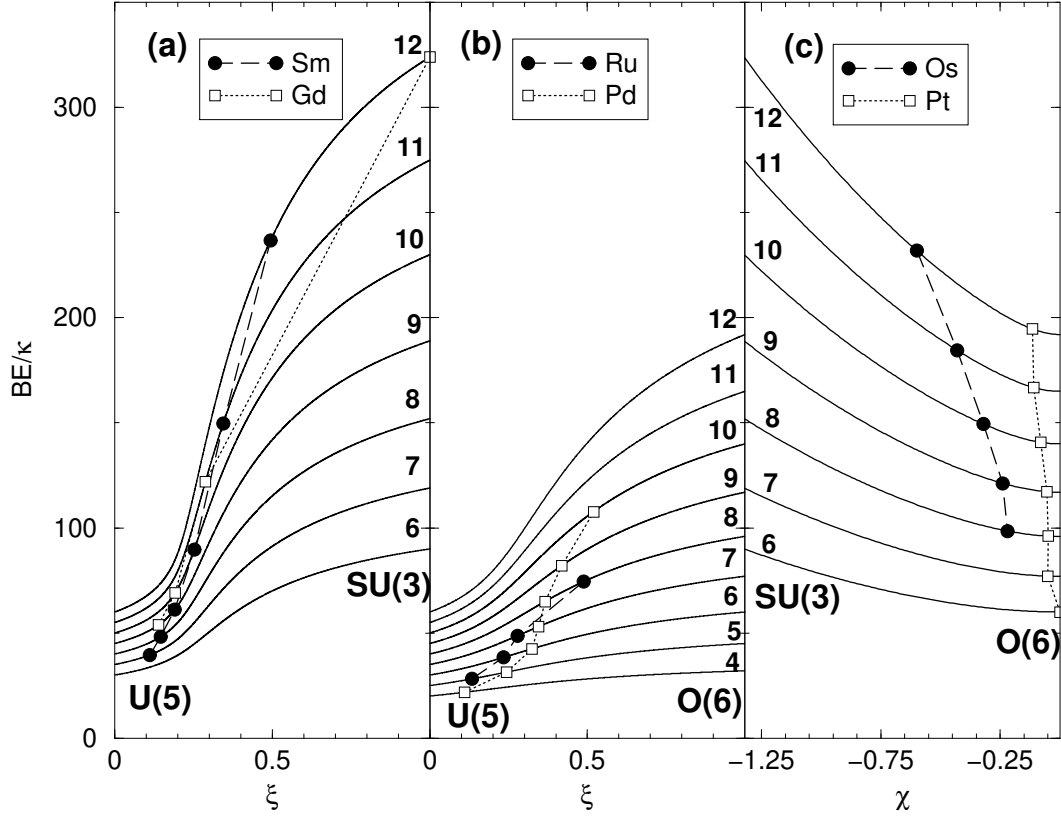 BE/κ
300
200
100
0
(a)
Sm
Gd
12
11
10
9
8
7
6
SU(3)
U(5)
0
0.5
ξ
(b)
Ru
Pd
12
11
10
9
8
7
6
5
4
U(5)
O(6)
0
0.5
ξ
(c)
Os
Pt
12
11
10
9
8
7
6
SU(3)
O(6)
−1.25
−0.75
−0.25
χ